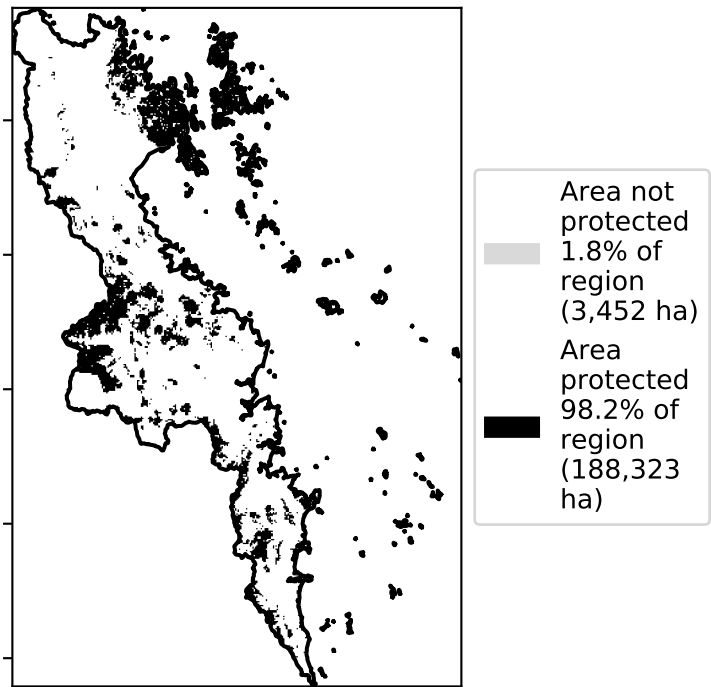 Area not
protected
1.8% of
region
(3,452 ha)
Area
protected
98.2% of
region
(188,323
ha)